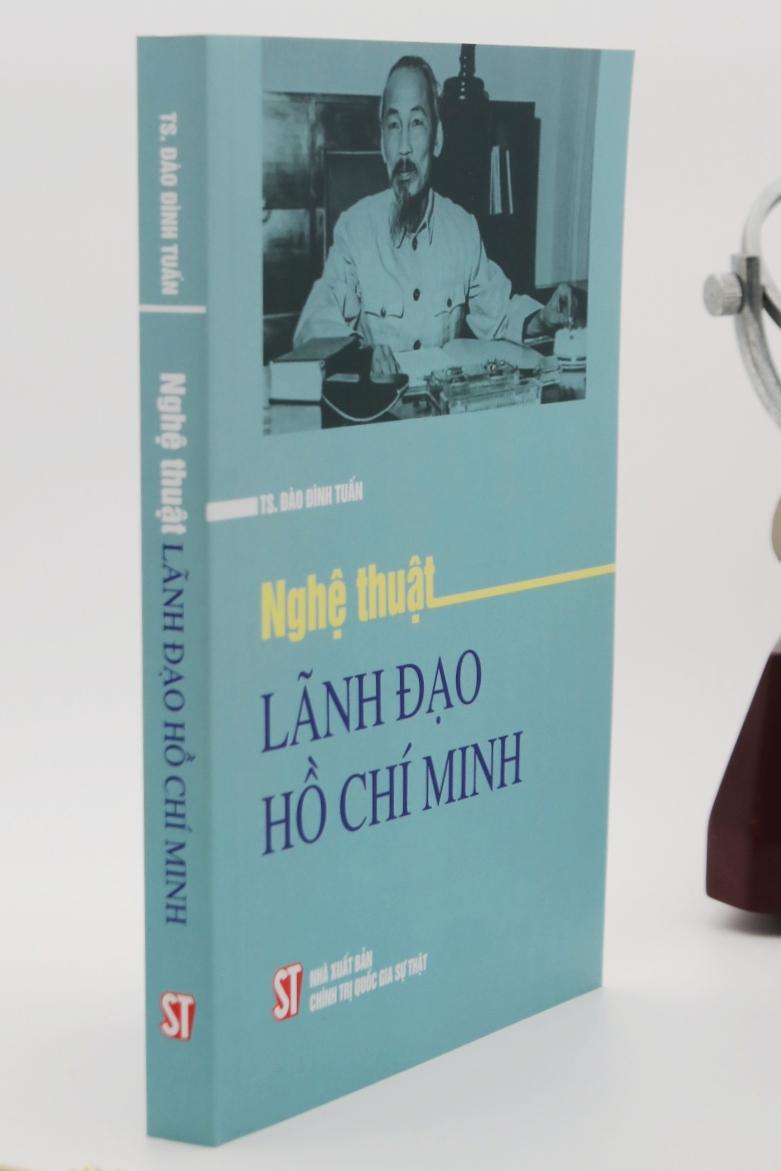 TS. ĐÀO ĐÌNH TUẤN
Nghệ thuật LÃNH ĐẠO HỒ CHÍ MINH
ST
TS. ĐÀO ĐÌNH TUẤN
Nghệ thuật
LÃNH ĐẠO
HỒ CHÍ MINH
ST
NHÀ XUẤT BẢN
CHÍNH TRỊ QUỐC GIA SỰ THẬT